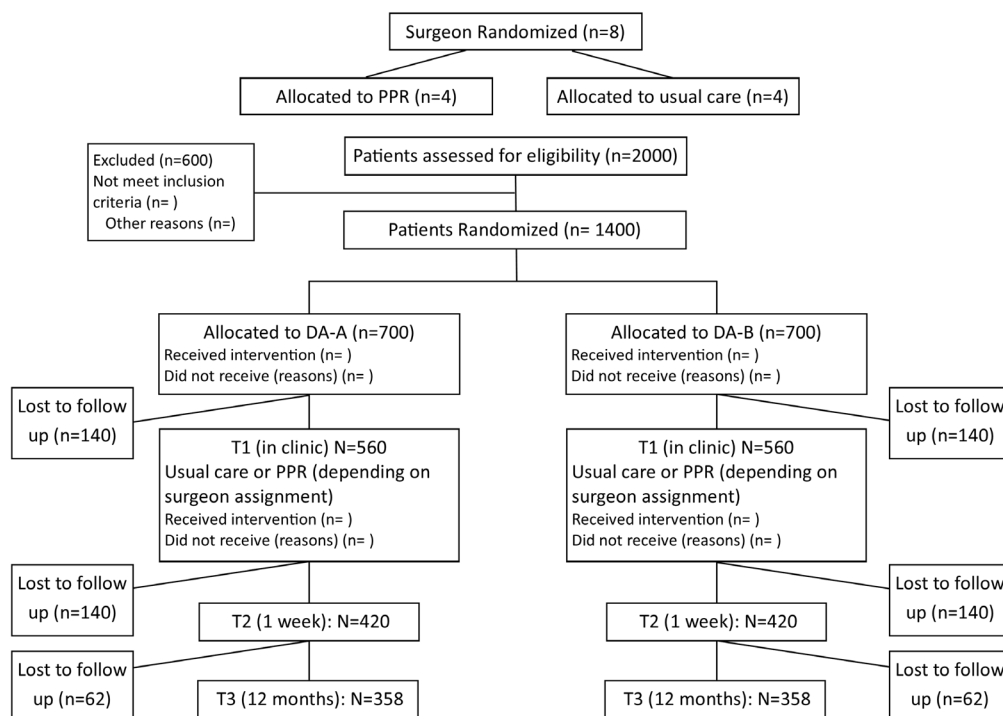 Surgeon Randomized (n=8)
Allocated to PPR (n=4)
Allocated to usual care (n=4)
Patients assessed for eligibility (n=2000)
Excluded (n=600)
Not meet inclusion
criteria (n= )
Other reasons (n=)
Patients Randomized (n= 1400)
Allocated to DA-A (n=700)
Received intervention (n= )
Did not receive (reasons) (n= )
Allocated to DA-B (n=700)
Received intervention (n= )
Did not receive (reasons) (n= )
Lost to follow
up (n=140)
Lost to follow
up (n=140)
T1 (in clinic) N=560
Usual care or PPR (depending on
surgeon assignment)
Received intervention (n= )
Did not receive (reasons) (n= )
T1 (in clinic) N=560
Usual care or PPR (depending on
surgeon assignment)
Received intervention (n= )
Did not receive (reasons) (n= )
Lost to follow
up (n=140)
Lost to follow
up (n=140)
T2 (1 week): N=420
T2 (1 week): N=420
Lost to follow
up (n=62)
Lost to follow
up (n=62)
T3 (12 months): N=358
T3 (12 months): N=358